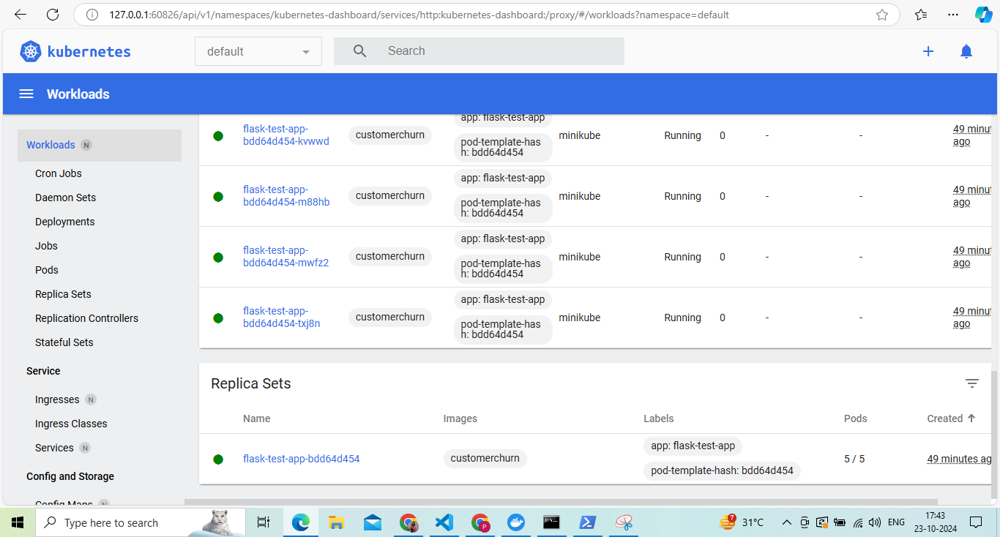 127.0.0.1:60826/api/v1/namespaces/kubernetes-dashboard/services/http:kubernetes-dashboard:/proxy/#/workloads?namespace=default
kubernetes
default
Search
Workloads
Workloads N
Cron Jobs
Daemon Sets
Deployments
Jobs
Pods
Replica Sets
Replication Controllers
Stateful Sets
Service
Ingresses N
Ingress Classes
Services N
Config and Storage
Config Maps N
app: flask-test-app
flask-test-app-
bdd64d454-kvwwd
customerchurn
pod-template-has
h: bdd64d454
minikube
Running
0
-
-
49 minut
ago
flask-test-app-
bdd64d454-m88hb
customerchurn
app: flask-test-app
pod-template-has
h: bdd64d454
minikube
Running
0
-
-
49 minut
ago
flask-test-app-
bdd64d454-mwfz2
customerchurn
app: flask-test-app
pod-template-has
h: bdd64d454
minikube
Running
0
-
-
49 minut
ago
flask-test-app-
bdd64d454-txj8n
customerchurn
app: flask-test-app
pod-template-has
h: bdd64d454
minikube
Running
0
-
-
49 minut
ago
Replica Sets
Name
Images
Labels
Pods
Created
flask-test-app-bdd64d454
customerchurn
app: flask-test-app
pod-template-hash: bdd64d454
5 / 5
49 minutes ag
Type here to search
P
7
31°C
ENG
17:43
23-10-2024